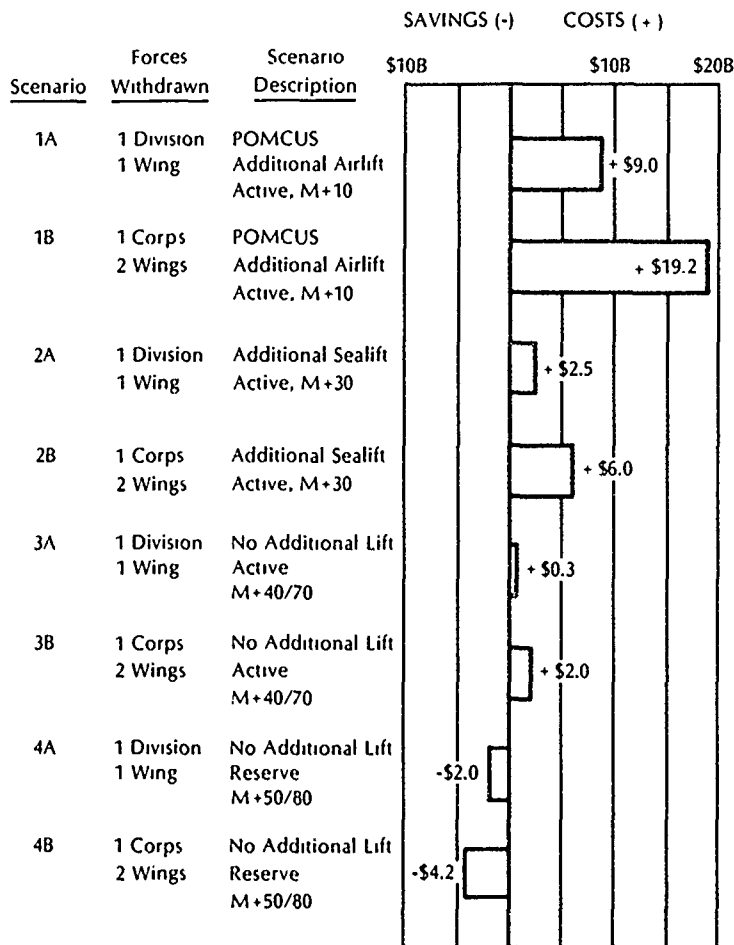 SAVINGS (-) COSTS (+)
Forces Scenario
Scenario Withdrawn Description $10B $10B $20B
1A 1 Division POMCUS
1 Wing Additional Airlift + $9.0
Active, M+10
1B 1 Corps POMCUS
2 Wings Additional Airlift + $19.2
Active, M+10
2A 1 Division Additional Sealift
1 Wing Active, M+30 + $2.5
2B 1 Corps Additional Sealift
2 Wings Active, M+30 + $6.0
3A 1 Division No Additional Lift
1 Wing Active + $0.3
M+40/70
3B 1 Corps No Additional Lift
2 Wings Active + $2.0
M+40/70
4A 1 Division No Additional Lift
1 Wing Reserve -$2.0
M+50/80
4B 1 Corps No Additional Lift
2 Wings Reserve -$4.2
M+50/80